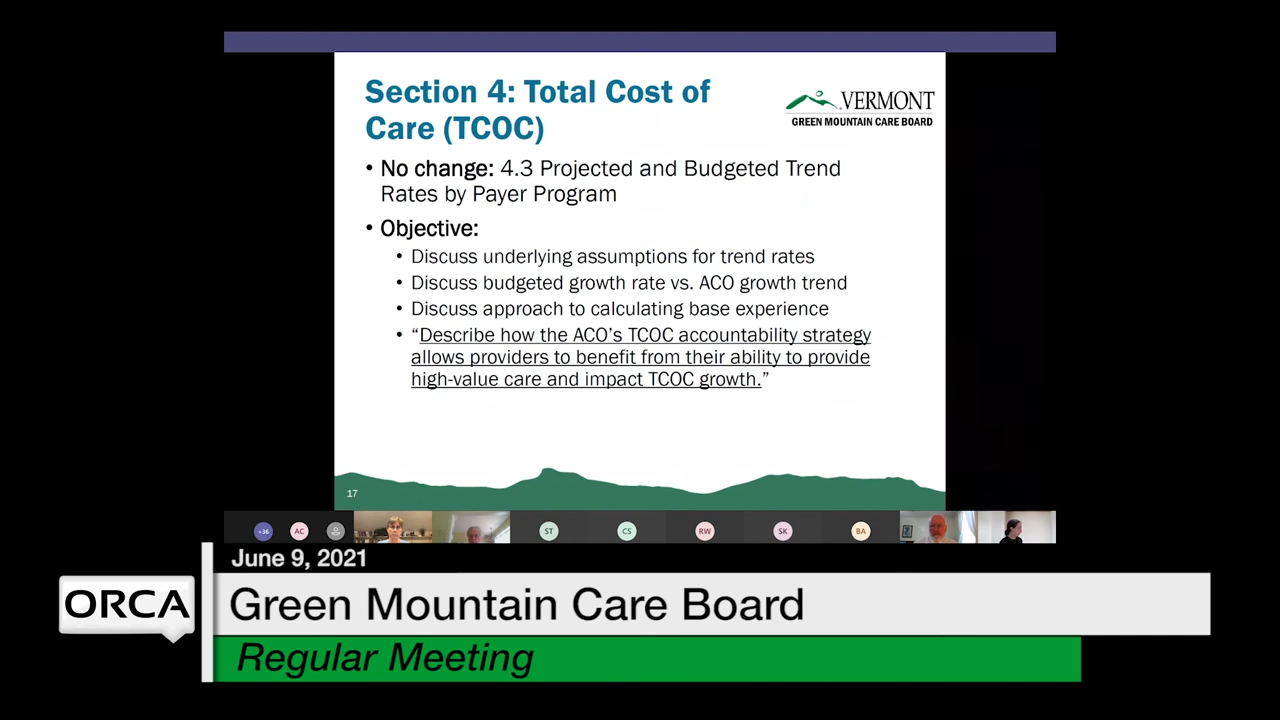 Section 4: Total Cost of
Care (TCOC)
VERMONT
GREEN MOUNTAIN CARE BOARD
• No change: 4.3 Projected and Budgeted Trend
Rates by Payer Program
• Objective:
• Discuss underlying assumptions for trend rates
• Discuss budgeted growth rate vs. ACO growth trend
• Discuss approach to calculating base experience
• “Describe how the ACO’s TCOC accountability strategy
allows providers to benefit from their ability to provide
high-value care and impact TCOC growth.”
17
+36 AC ST CS RW SK BA
June 9, 2021
ORCA
Green Mountain Care Board
Regular Meeting